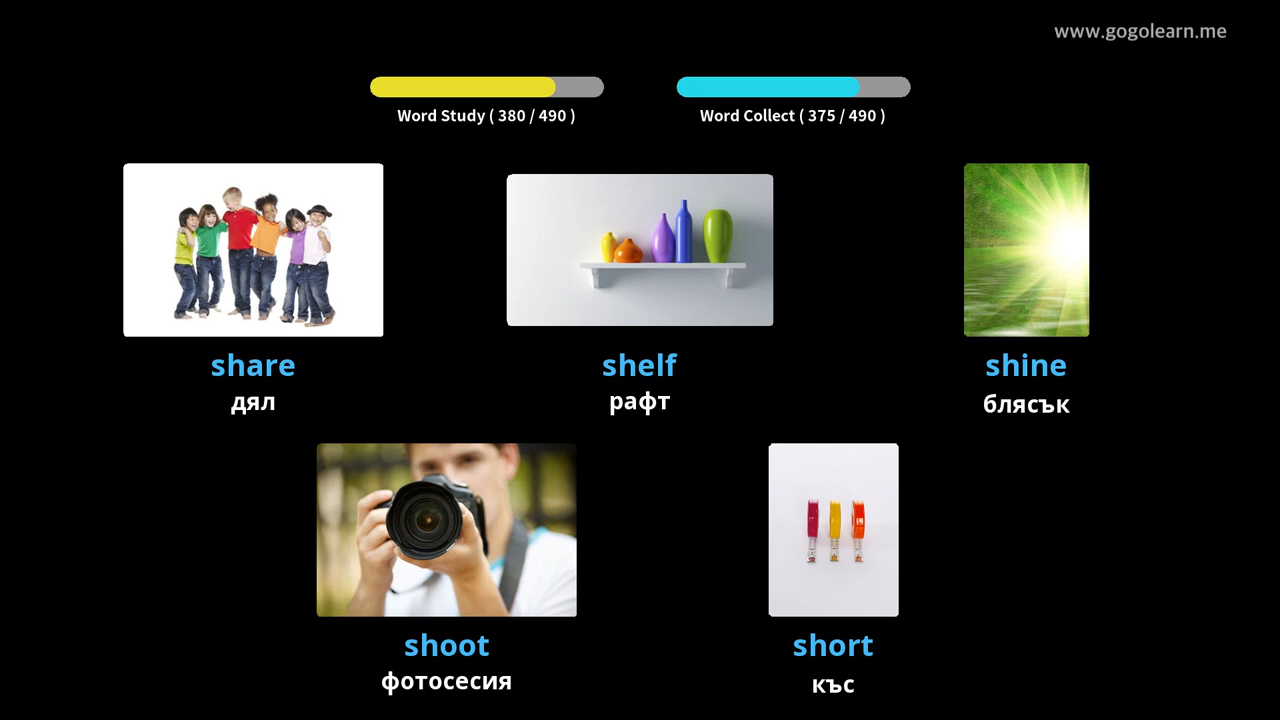 www.gogolearn.me
Word Study ( 380 / 490 )
Word Collect ( 375 / 490 )
share
дял
shelf
рафт
shine
блясък
shoot
фотосесия
short
къс